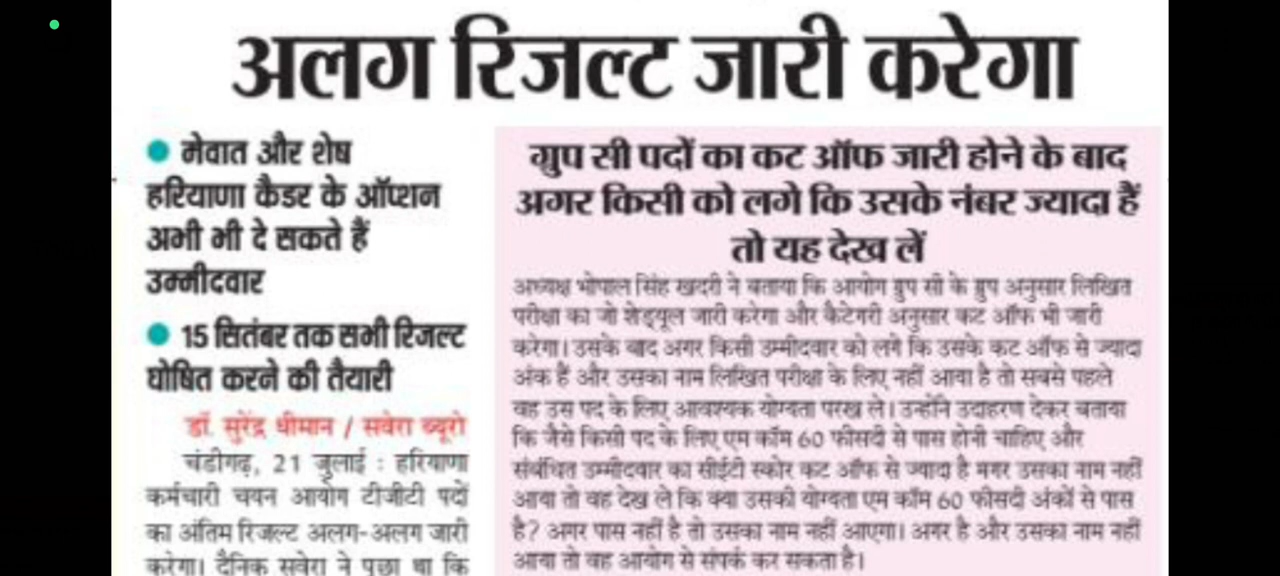 अलग रिजल्ट जारी करेगा
मेवात और शेष
हरियाणा कैडर के ऑप्शन
अभी भी दे सकते हैं
उम्मीदवार
15 सितंबर तक सभी रिजल्ट
घोषित करने की तैयारी
डॉ. सुरेंद्र धीमान / सवेरा ब्यूरो
चंडीगढ़, 21 जुलाई : हरियाणा
कर्मचारी चयन आयोग टीजीटी पदों
का अंतिम रिजल्ट अलग-अलग जारी
करेगा। दैनिक सवेरा ने पूछा था कि
ग्रुप सी पदों का कट ऑफ जारी होने के बाद
अगर किसी को लगे कि उसके नंबर ज्यादा हैं
तो यह देख लें
अध्यक्ष भोपाल सिंह खदरी ने बताया कि आयोग ग्रुप सी के ग्रुप अनुसार लिखित
परीक्षा का जो शेड्यूल जारी करेगा और कैटेगरी अनुसार कट ऑफ भी जारी
करेगा। उसके बाद अगर किसी उम्मीदवार को लगे कि उसके कट ऑफ से ज्यादा
अंक हैं और उसका नाम लिखित परीक्षा के लिए नहीं आया है तो सबसे पहले
वह उस पद के लिए आवश्यक योग्यता परख ले। उन्होंने उदाहरण देकर बताया
कि जैसे किसी पद के लिए एम कॉम 60 फीसदी से पास होनी चाहिए और
संबंधित उम्मीदवार का सीईटी स्कोर कट ऑफ से ज्यादा है मगर उसका नाम नहीं
आया तो वह देख ले कि क्या उसकी योग्यता एम कॉम 60 फीसदी अंकों से पास
है? अगर पास नहीं है तो उसका नाम नहीं आएगा। अगर है और उसका नाम नहीं
आया तो वह आयोग से संपर्क कर सकता है।